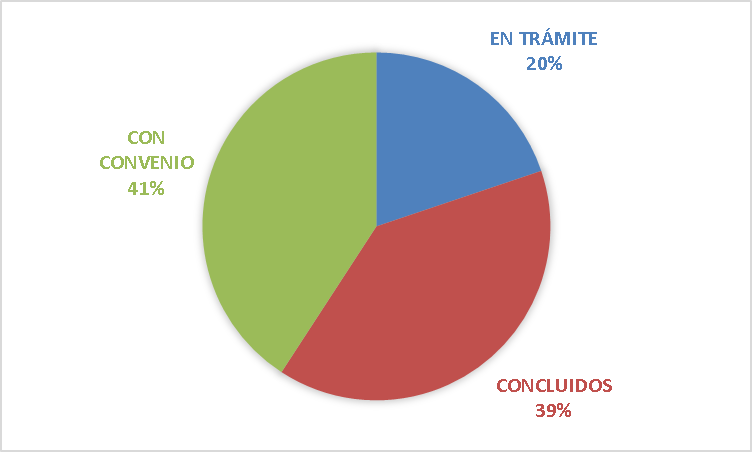 EN TRÁMITE
20%
CON
CONVENIO
41%
CONCLUIDOS
39%